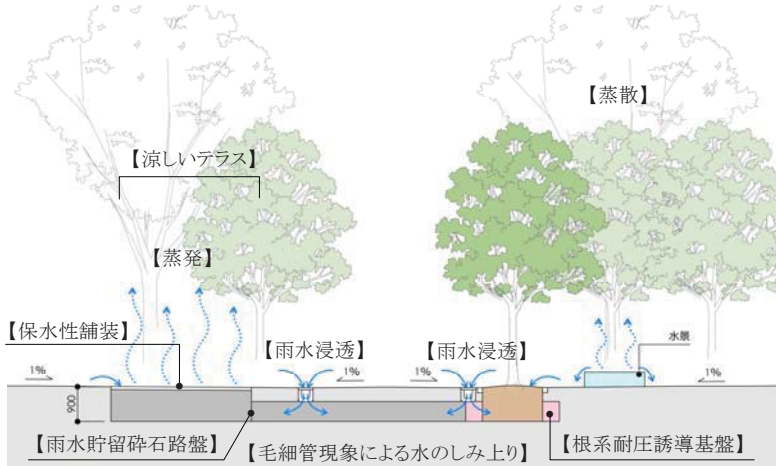 【蒸散】
【涼しいテラス】
【蒸発】
【保水性舗装】
【雨水浸透】
【雨水浸透】
水景
1%
1%
1%
1%
900
【雨水貯留砕石路盤】
【毛細管現象による水のしみ上り】
【根系耐圧誘導基盤】